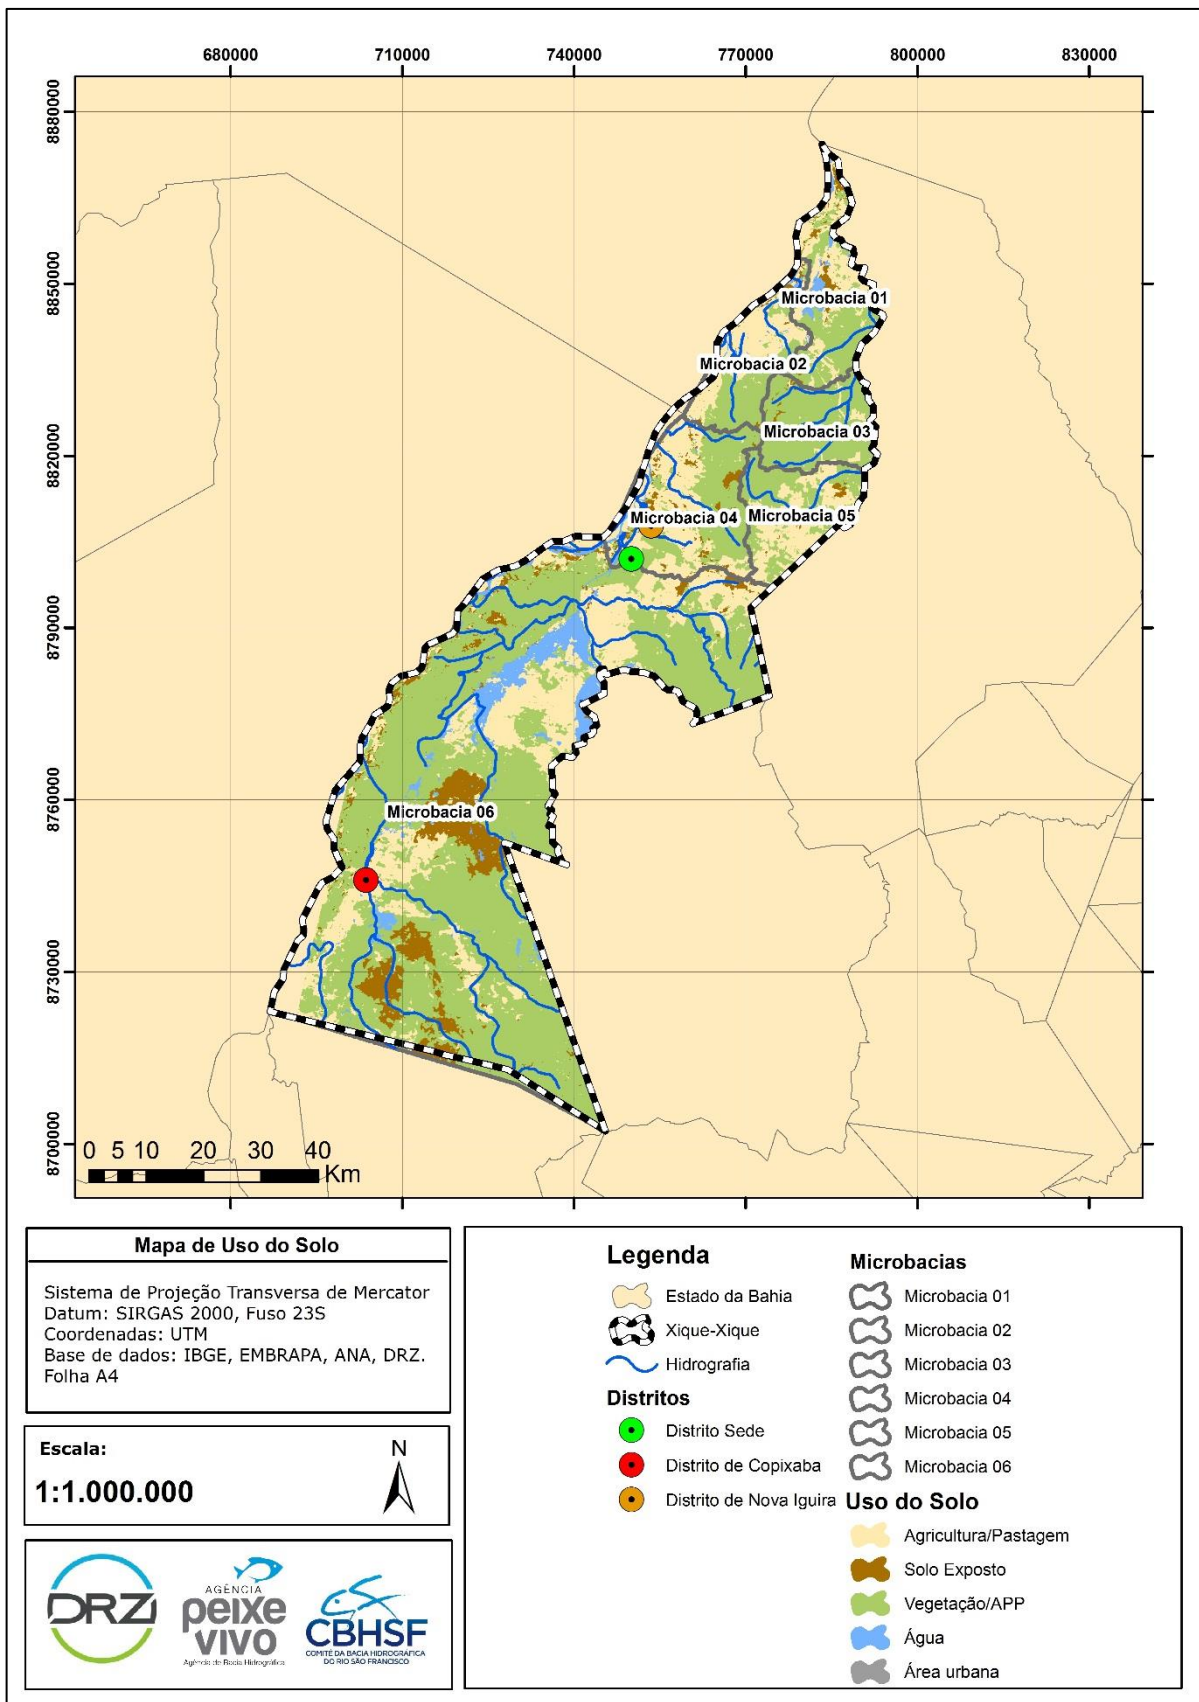 680000 710000 740000 770000 800000 830000
8880000
8850000
8820000
8790000
8760000
8730000
8700000
Microbacia 01
Microbacia 02
Microbacia 03
Microbacia 04
Microbacia 05
Microbacia 06
0 5 10 20 30 40
Km
Mapa de Uso do Solo
Sistema de Projeção Transversa de Mercator
Datum: SIRGAS 2000, Fuso 23S
Coordenadas: UTM
Base de dados: IBGE, EMBRAPA, ANA, DRZ.
Folha A4
Escala:
1:1.000.000
N
DRZ
AGÊNCIA
peixe
vivo
Agência de Bacia Hidrográfica
CBHSF
COMITÊ DA BACIA HIDROGRÁFICA
DO RIO SÃO FRANCISCO
Legenda
Estado da Bahia
Xique-Xique
Hidrografia
Distritos
Distrito Sede
Distrito de Copixaba
Distrito de Nova Iguira
Microbacias
Microbacia 01
Microbacia 02
Microbacia 03
Microbacia 04
Microbacia 05
Microbacia 06
Uso do Solo
Agricultura/Pastagem
Solo Exposto
Vegetação/APP
Água
Área urbana